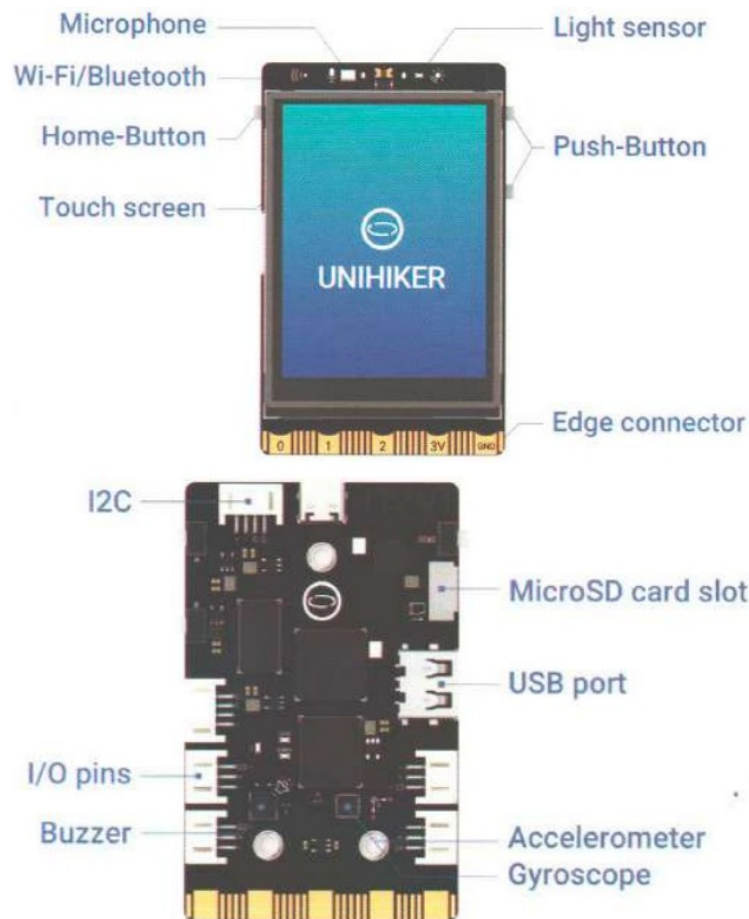 Microphone
Light sensor
Wi-Fi/Bluetooth
Home-Button
Push-Button
Touch screen
UNIHIKER
Edge connector
0 1 2 3V GND
I2C
MicroSD card slot
USB port
I/O pins
Buzzer
Accelerometer
Gyroscope